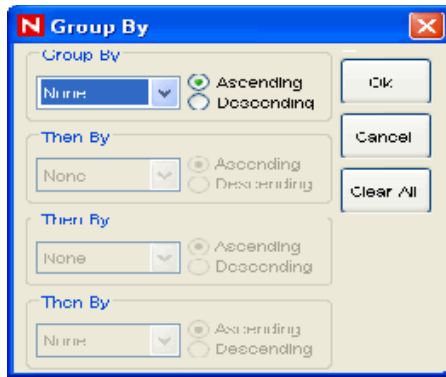 N Group By
Group By
None
Ascending
Descending
Ok
Cancel
Clear All
Then By
None
Ascending
Descending
Then By
None
Ascending
Descending
Then By
None
Ascending
Descending